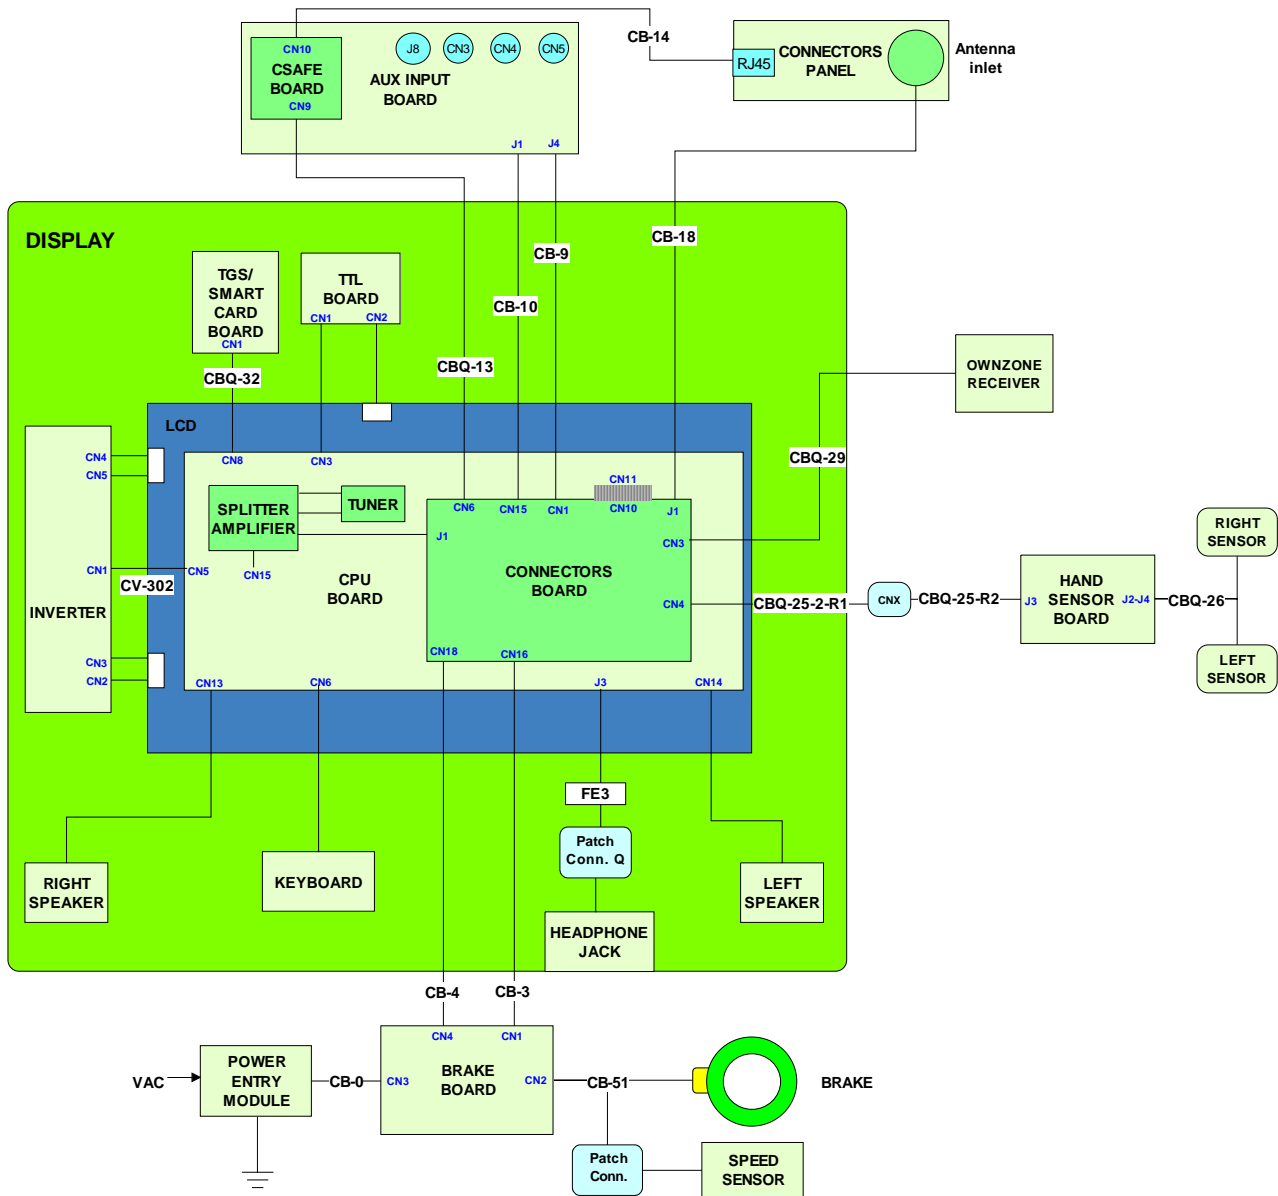 CN10
CSAFE
BOARD
CN9
J8
CN3
CN4
CN5
AUX INPUT
BOARD
J1
J4
CB-14
RJ45
CONNECTORS
PANEL
Antenna
inlet
DISPLAY
TGS/
SMART
CARD
BOARD
CN1
TTL
BOARD
CN1
CN2
CBQ-32
CBQ-13
CB-10
CB-9
CB-18
OWNZONE
RECEIVER
CBQ-29
LCD
CN4
CN5
CN1
INVERTER
CN3
CN2
CV-302
CN8
CN3
CN5
SPLITTER
AMPLIFIER
TUNER
CN15
J1
CPU
BOARD
CN11
CN6
CN15
CN1
CN10
J1
CN3
CONNECTORS
BOARD
CN4
CN18
CN16
CBQ-25-2-R1
CNX
CBQ-25-R2
J3
HAND
SENSOR
BOARD
J2-J4
CBQ-26
RIGHT
SENSOR
LEFT
SENSOR
CN13
CN6
J3
CN14
FE3
Patch
Conn. Q
RIGHT
SPEAKER
KEYBOARD
HEADPHONE
JACK
LEFT
SPEAKER
CB-4
CB-3
VAC
POWER
ENTRY
MODULE
CB-0
CN4
CN1
CN3
BRAKE
BOARD
CN2
CB-51
BRAKE
Patch
Conn.
SPEED
SENSOR